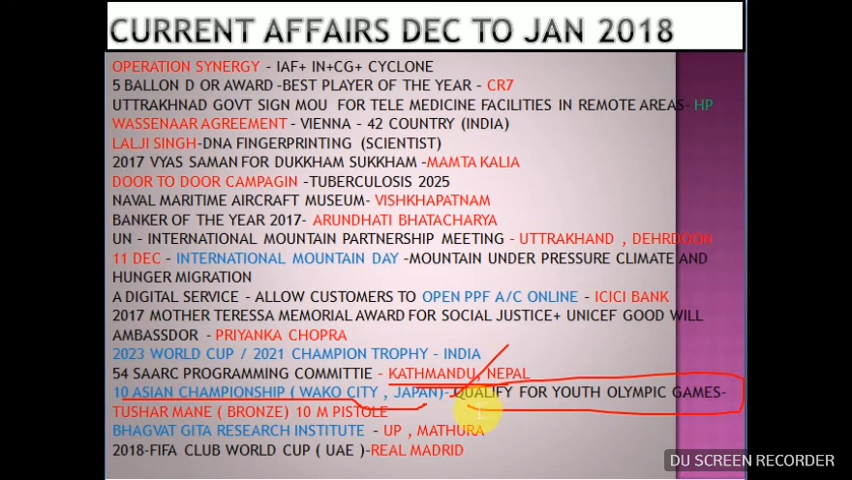 CURRENT AFFAIRS DEC TO JAN 2018
OPERATION SYNERGY - IAF+ IN+CG+ CYCLONE
5 BALLON D OR AWARD -BEST PLAYER OF THE YEAR - CR7
UTTRAKHNAD GOVT SIGN MOU FOR TELE MEDICINE FACILITIES IN REMOTE AREAS- HP
WASSENAAR AGREEMENT - VIENNA - 42 COUNTRY (INDIA)
LALJI SINGH-DNA FINGERPRINTING (SCIENTIST)
2017 VYAS SAMAN FOR DUKKHAM SUKKHAM -MAMTA KALIA
DOOR TO DOOR CAMPAGIN -TUBERCULOSIS 2025
NAVAL MARITIME AIRCRAFT MUSEUM- VISHKHAPATNAM
BANKER OF THE YEAR 2017- ARUNDHATI BHATACHARYA
UN - INTERNATIONAL MOUNTAIN PARTNERSHIP MEETING - UTTRAKHAND , DEHRDOON
11 DEC - INTERNATIONAL MOUNTAIN DAY -MOUNTAIN UNDER PRESSURE CLIMATE AND
HUNGER MIGRATION
A DIGITAL SERVICE - ALLOW CUSTOMERS TO OPEN PPF A/C ONLINE - ICICI BANK
2017 MOTHER TERESSA MEMORIAL AWARD FOR SOCIAL JUSTICE+ UNICEF GOOD WILL
AMBASSDOR - PRIYANKA CHOPRA
2023 WORLD CUP / 2021 CHAMPION TROPHY - INDIA
54 SAARC PROGRAMMING COMMITTIE - KATHMANDU, NEPAL
10 ASIAN CHAMPIONSHIP ( WAKO CITY , JAPAN)- QUALIFY FOR YOUTH OLYMPIC GAMES-
TUSHAR MANE ( BRONZE) 10 M PISTOLE
BHAGVAT GITA RESEARCH INSTITUTE - UP , MATHURA
2018-FIFA CLUB WORLD CUP ( UAE )-REAL MADRID
DU SCREEN RECORDER